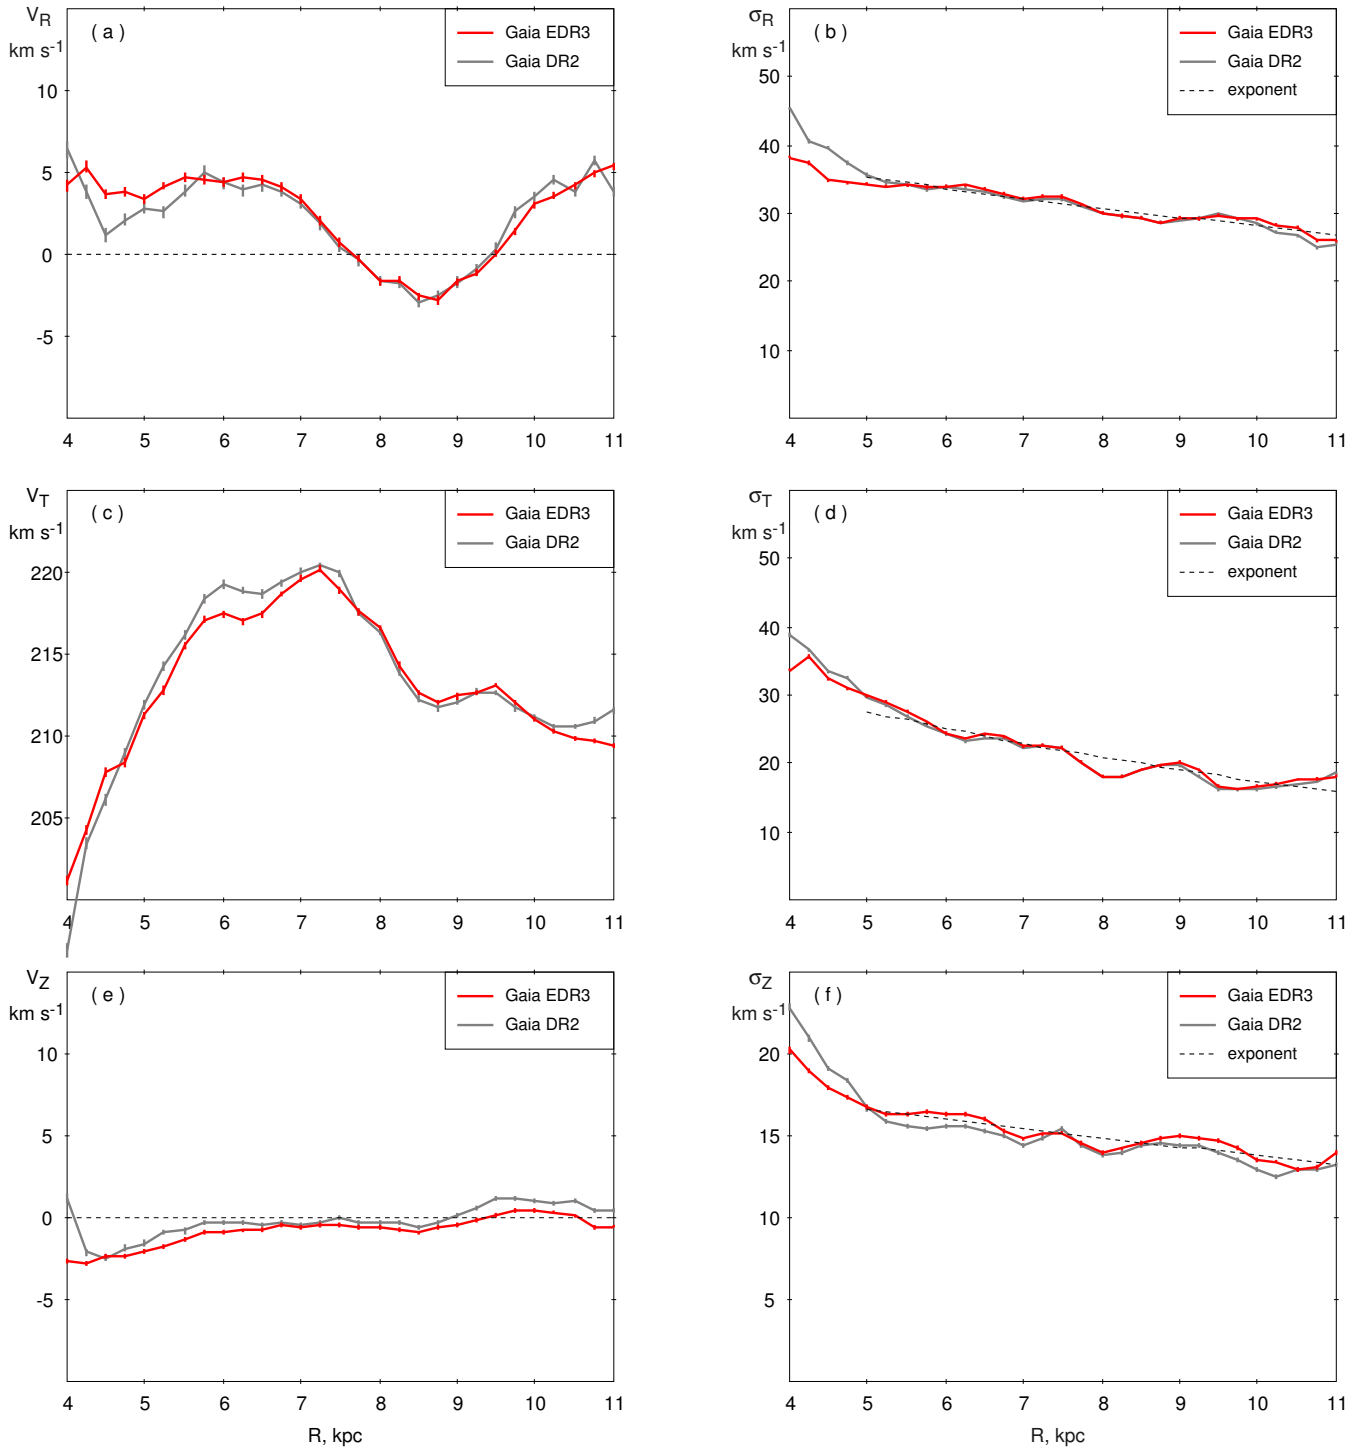 V_R
km s⁻¹
( a )
Gaia EDR3
Gaia DR2
10
5
0
-5
4 5 6 7 8 9 10 11
σ_R
km s⁻¹
( b )
Gaia EDR3
Gaia DR2
exponent
50
40
30
20
10
4 5 6 7 8 9 10 11
V_T
km s⁻¹
( c )
Gaia EDR3
Gaia DR2
220
215
210
205
4 5 6 7 8 9 10 11
σ_T
km s⁻¹
( d )
Gaia EDR3
Gaia DR2
exponent
50
40
30
20
10
4 5 6 7 8 9 10 11
V_Z
km s⁻¹
( e )
Gaia EDR3
Gaia DR2
10
5
0
-5
4 5 6 7 8 9 10 11
R, kpc
σ_Z
km s⁻¹
( f )
Gaia EDR3
Gaia DR2
exponent
20
15
10
5
4 5 6 7 8 9 10 11
R, kpc